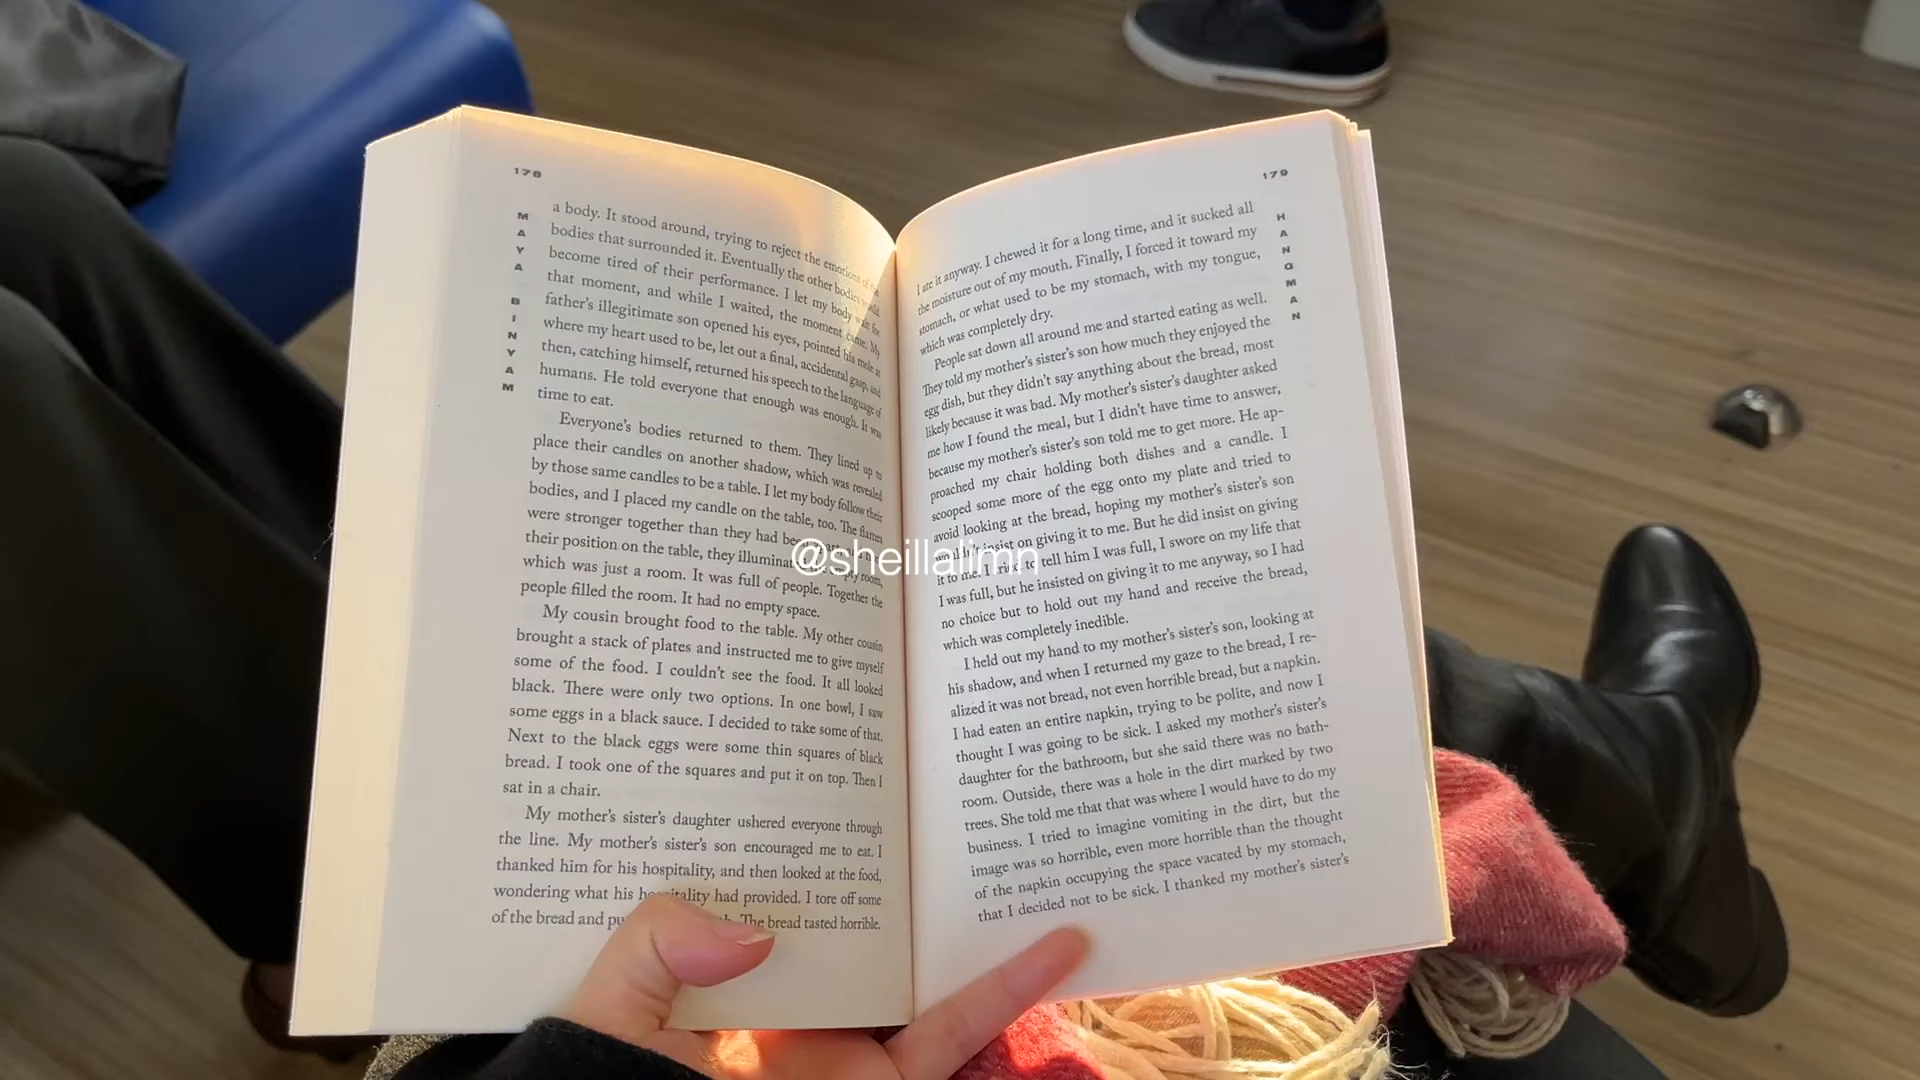 178
MAYA BINYAM
a body. It stood around, trying to reject the emotions of the
bodies that surrounded it. Eventually the other bodies would
become tired of their performance. I let my body wait for
that moment, and while I waited, the moment came. My
father's illegitimate son opened his eyes, pointed his mole at
where my heart used to be, let out a final, accidental gasp, and
then, catching himself, returned his speech to the language of
humans. He told everyone that enough was enough. It was
time to eat.
Everyone's bodies returned to them. They lined up to
place their candles on another shadow, which was revealed
by those same candles to be a table. I let my body follow their
bodies, and I placed my candle on the table, too. The flames
were stronger together than they had been
their position on the table, they illuminated room,
which was just a room. It was full of people. Together the
people filled the room. It had no empty space.
My cousin brought food to the table. My other cousin
brought a stack of plates and instructed me to give myself
some of the food. I couldn't see the food. It all looked
black. There were only two options. In one bowl, I saw
some eggs in a black sauce. I decided to take some of that.
Next to the black eggs were some thin squares of black
bread. I took one of the squares and put it on top. Then I
sat in a chair.
My mother's sister's daughter ushered everyone through
the line. My mother's sister's son encouraged me to eat. I
thanked him for his hospitality, and then looked at the food,
wondering what his hospitality had provided. I tore off some
of the bread and The bread tasted horrible.
179
HANGMAN
I ate it anyway. I chewed it for a long time, and it sucked all
the moisture out of my mouth. Finally, I forced it toward my
stomach, or what used to be my stomach, with my tongue,
which was completely dry.
People sat down all around me and started eating as well.
They told my mother's sister's son how much they enjoyed the
egg dish, but they didn't say anything about the bread, most
likely because it was bad. My mother's sister's daughter asked
me how I found the meal, but I didn't have time to answer,
because my mother's sister's son told me to get more. He ap-
proached my chair holding both dishes and a candle. I
scooped some more of the egg onto my plate and tried to
avoid looking at the bread, hoping my mother's sister's son
wouldn't insist on giving it to me. But he did insist on giving
it to me. I tried to tell him I was full, I swore on my life that
I was full, but he insisted on giving it to me anyway, so I had
no choice but to hold out my hand and receive the bread,
which was completely inedible.
I held out my hand to my mother's sister's son, looking at
his shadow, and when I returned my gaze to the bread, I re-
alized it was not bread, not even horrible bread, but a napkin.
I had eaten an entire napkin, trying to be polite, and now I
thought I was going to be sick. I asked my mother's sister's
daughter for the bathroom, but she said there was no bath-
room. Outside, there was a hole in the dirt marked by two
trees. She told me that that was where I would have to do my
business. I tried to imagine vomiting in the dirt, but the
image was so horrible, even more horrible than the thought
of the napkin occupying the space vacated by my stomach,
that I decided not to be sick. I thanked my mother's sister's
@sheillalimn